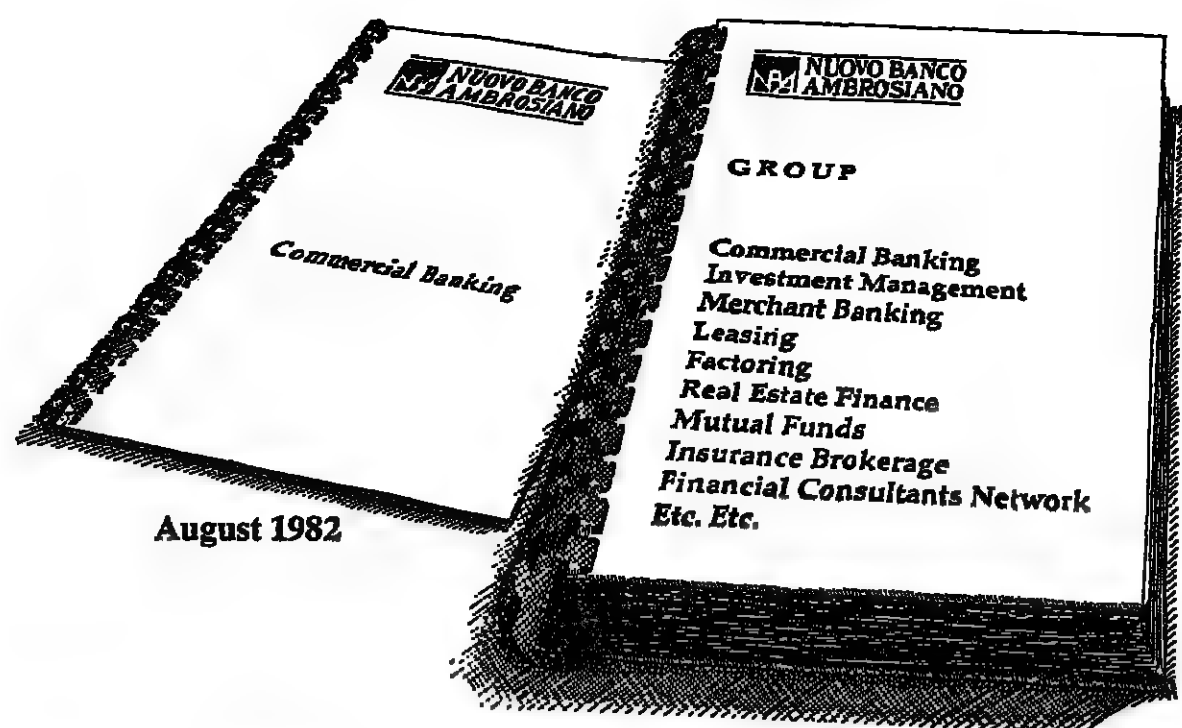 NUOVO BANCO
AMBROSIANO
Commercial Banking
August 1982
NUOVO BANCO
AMBROSIANO
GROUP
Commercial Banking
Investment Management
Merchant Banking
Leasing
Factoring
Real Estate Finance
Mutual Funds
Insurance Brokerage
Financial Consultants Network
Etc. Etc.